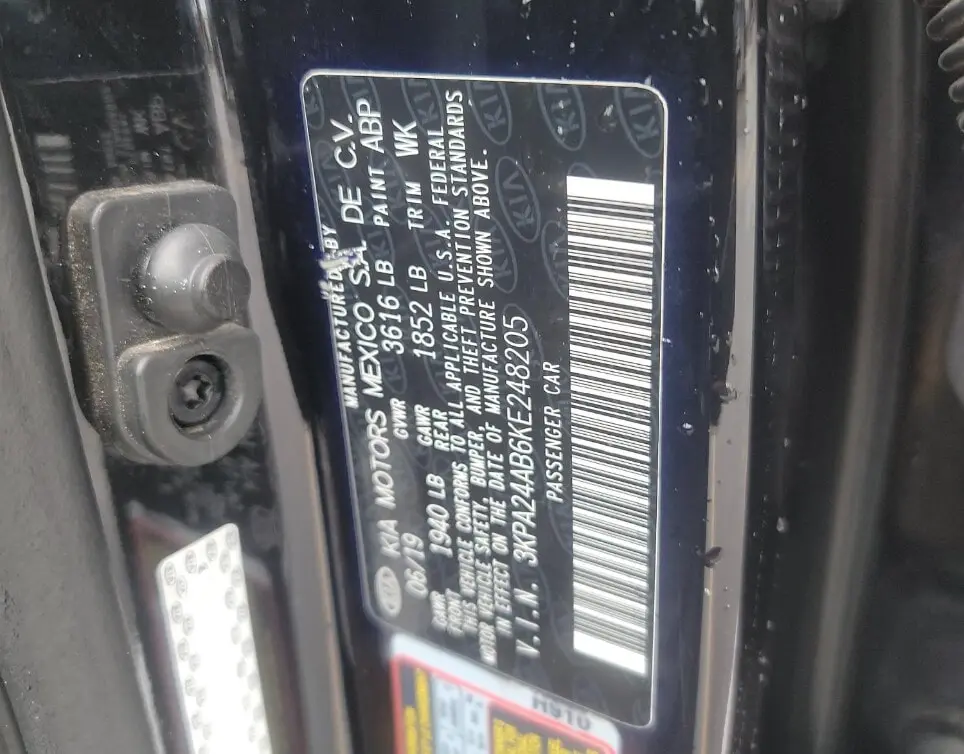 MANUFACTURED BY
KIA KIA MOTORS MEXICO S.A. DE C.V.
06/19 GVWR 3616 LB PAINT ABP
GAWR FRONT 1940 LB GAWR REAR 1852 LB TRIM WK
THIS VEHICLE CONFORMS TO ALL APPLICABLE U.S.A. FEDERAL
MOTOR VEHICLE SAFETY, BUMPER, AND THEFT PREVENTION STANDARDS
IN EFFECT ON THE DATE OF MANUFACTURE SHOWN ABOVE.
V.I.N. 3KPA24AB6KE248205
PASSENGER CAR
H910